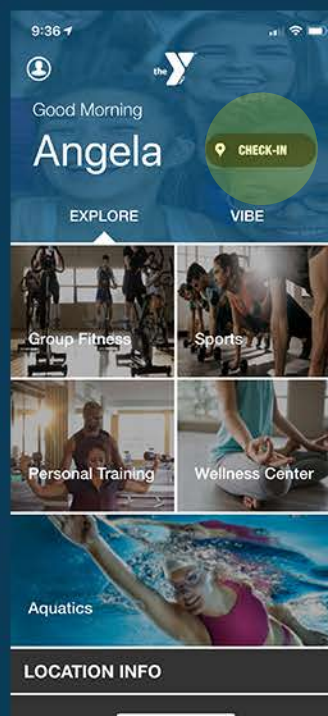 9:36
the Y
Good Morning
Angela
CHECK-IN
EXPLORE VIBE
Group Fitness Sports
Personal Training Wellness Center
Aquatics
LOCATION INFO